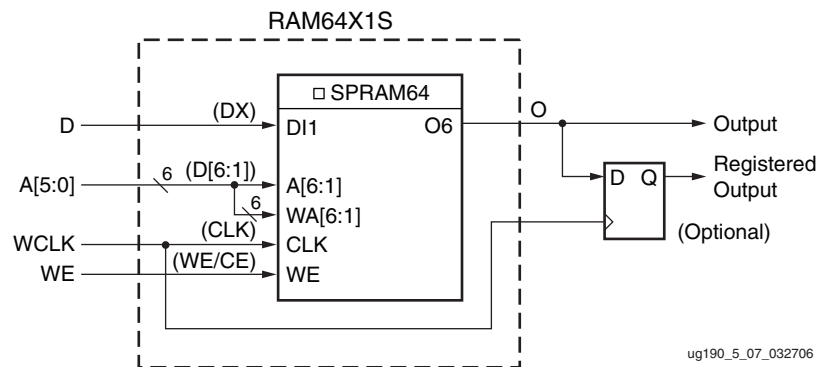 RAM64X1S
SPRAM64
D
(DX)
DI1
O6
O
Output
A[5:0]
6
(D[6:1])
A[6:1]
6
WA[6:1]
D Q
Registered
Output
(Optional)
WCLK
(CLK)
CLK
WE
(WE/CE)
WE
ug190_5_07_032706